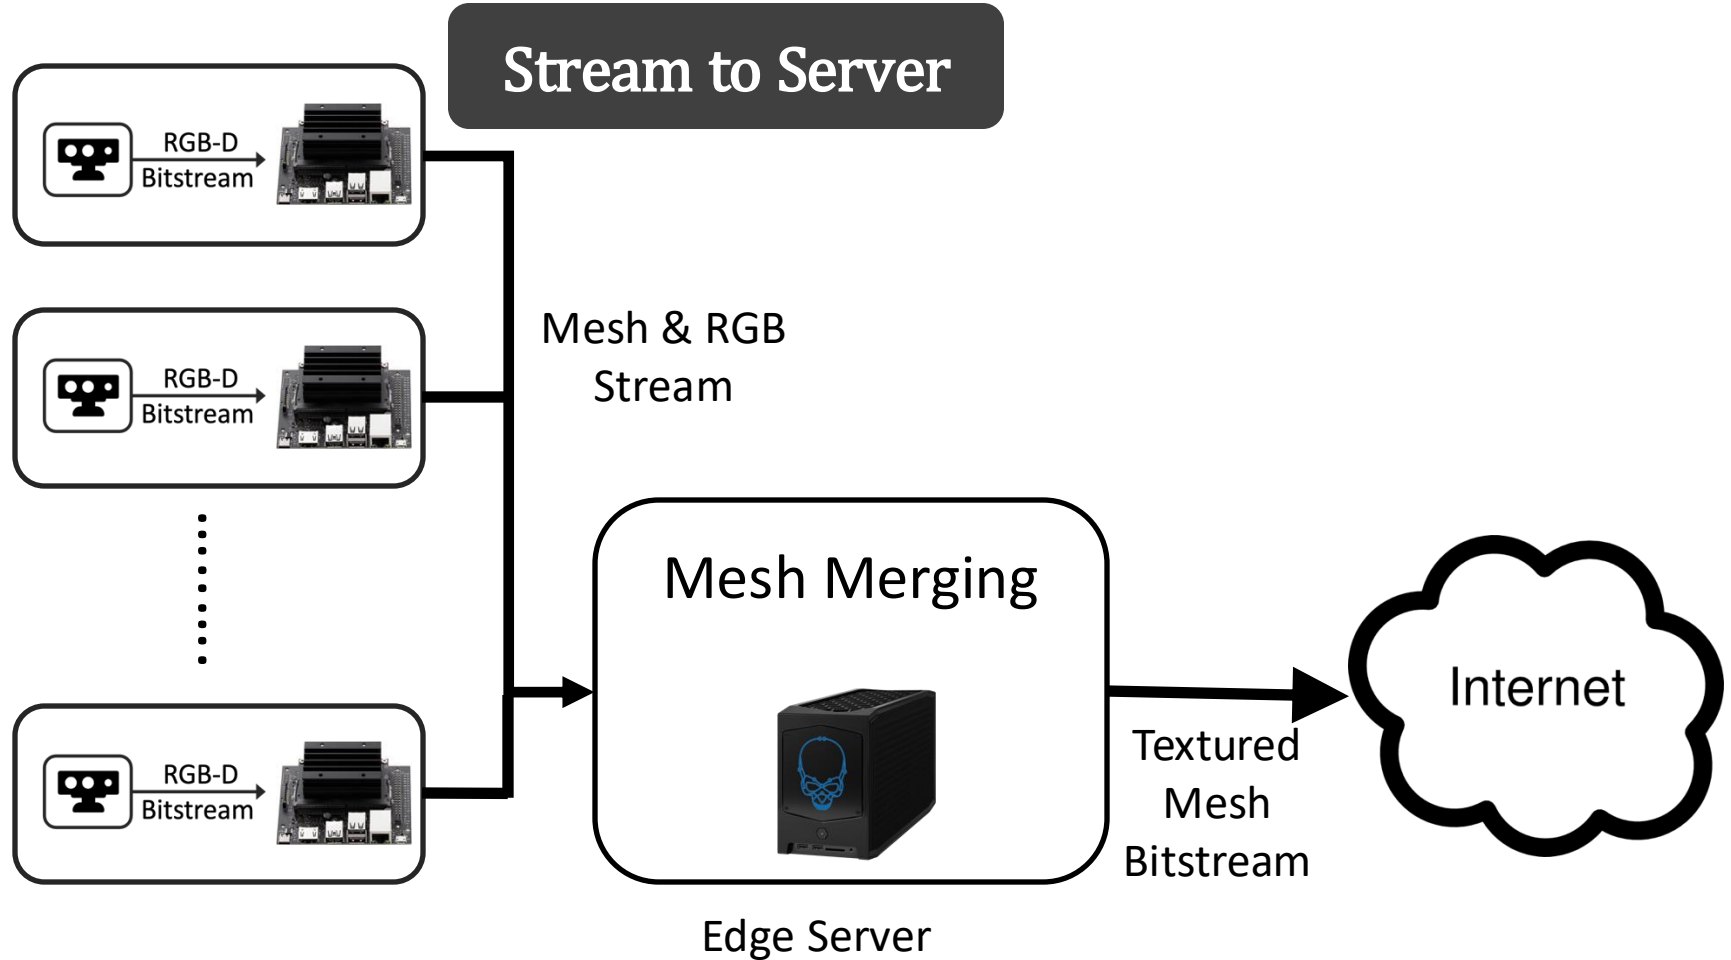 Stream to Server
RGB-D
Bitstream
Mesh & RGB
Stream
RGB-D
Bitstream
Mesh Merging
Internet
RGB-D
Bitstream
Textured
Mesh
Bitstream
Edge Server